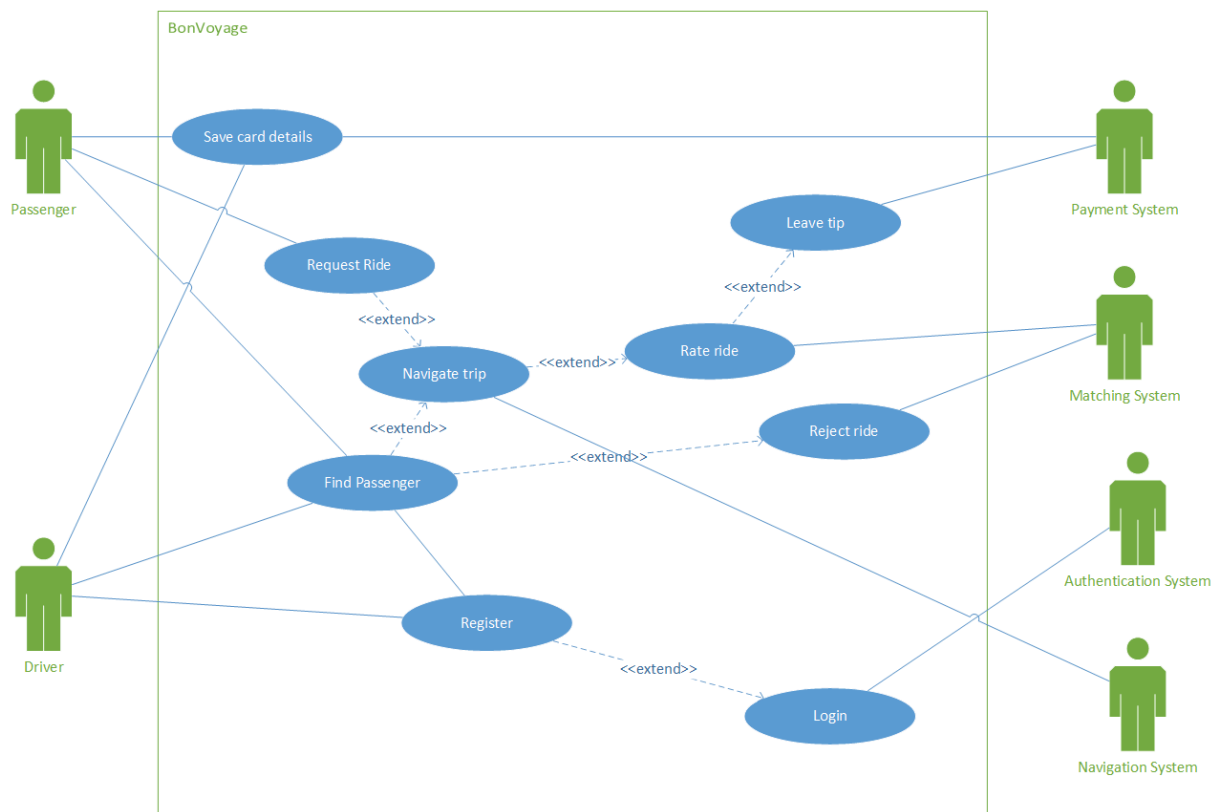 BonVoyage
Save card details
Passenger
Payment System
Leave tip
Request Ride
<<extend>>
<<extend>>
Rate ride
Navigate trip
<<extend>>
Matching System
<<extend>>
Reject ride
<<extend>>
Find Passenger
Authentication System
Register
Driver
<<extend>>
Login
Navigation System